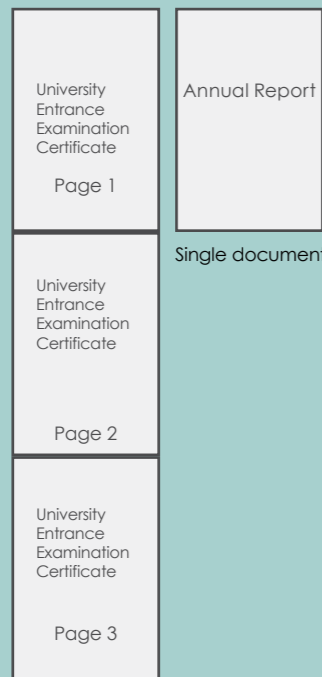 University
Entrance
Examination
Certificate
Page 1
University
Entrance
Examination
Certificate
Page 2
University
Entrance
Examination
Certificate
Page 3
Annual Report
Single document